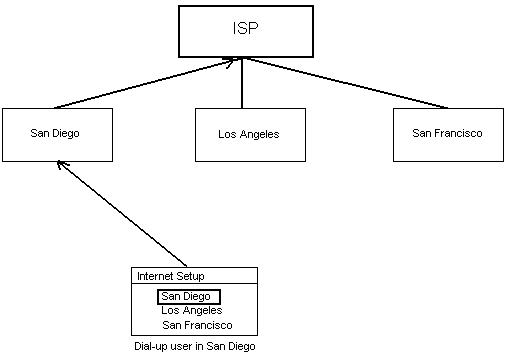 ISP
San Diego
Los Angeles
San Francisco
Internet Setup
San Diego
Los Angeles
San Francisco
Dial-up user in San Diego